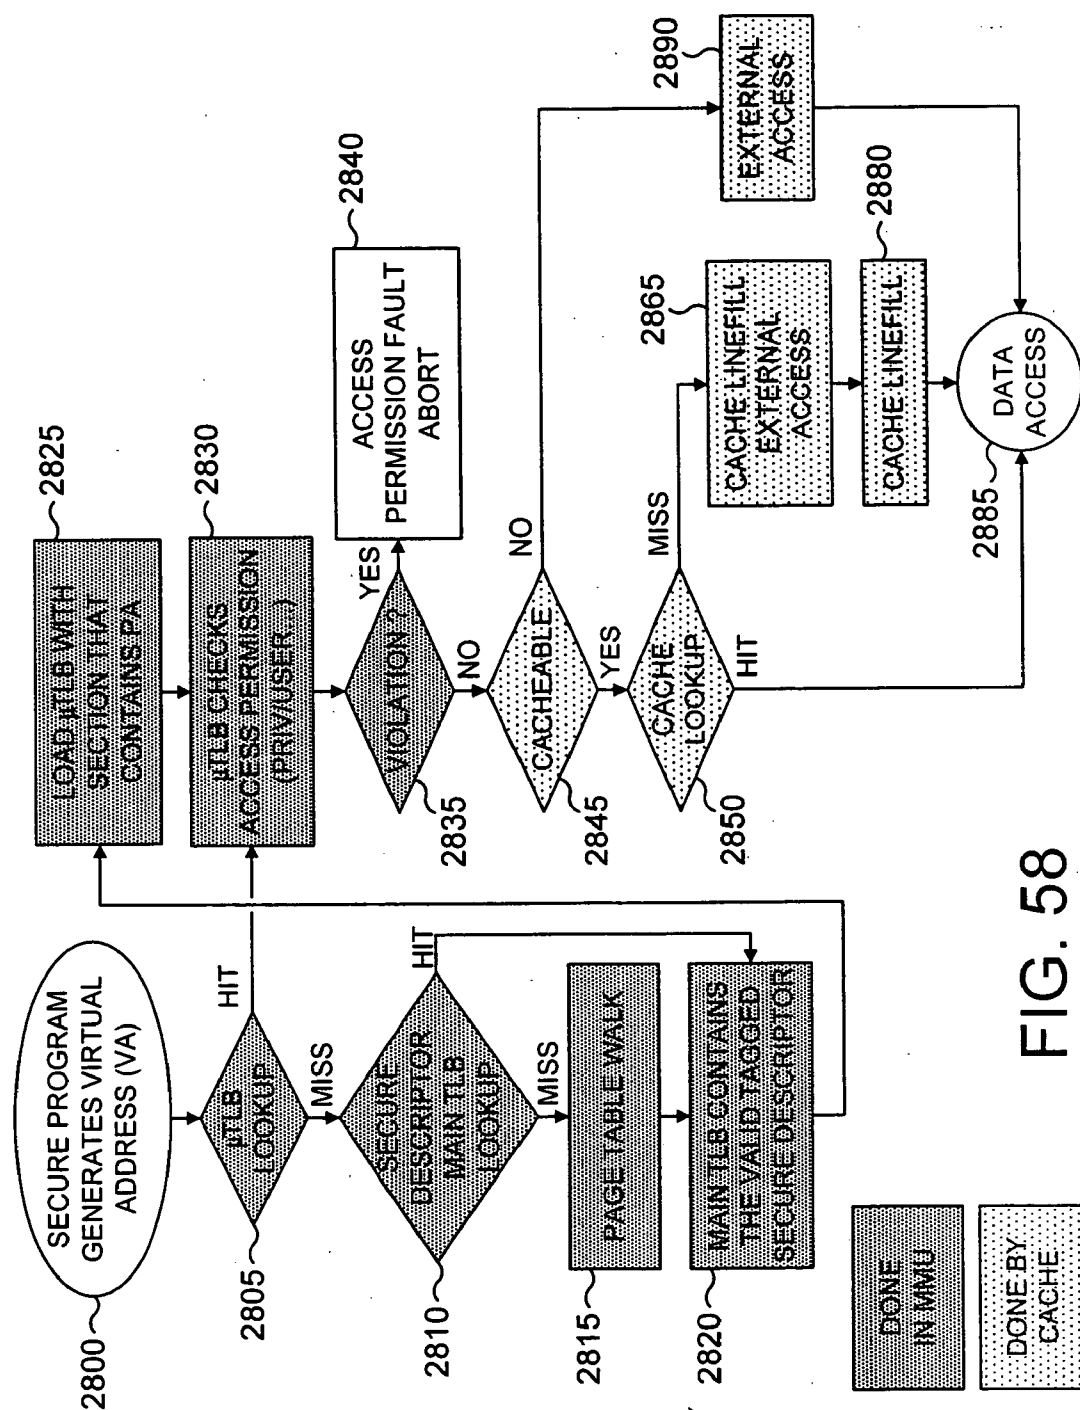 2800
SECURE PROGRAM
GENERATES VIRTUAL
ADDRESS (VA)
2805
µTLB
LOOKUP
HIT
MISS
2810
SECURE
DESCRIPTOR
MAIN TLB
LOOKUP
HIT
MISS
2815
PAGE TABLE WALK
2820
MAIN TLB CONTAINS
THE VALID TAGGED
SECURE DESCRIPTOR
2825
LOAD µTLB WITH
SECTION THAT
CONTAINS PA
2830
µTLB CHECKS
ACCESS PERMISSION
(PRIV/USER...)
2835
VIOLATION?
YES
NO
2840
ACCESS
PERMISSION FAULT
ABORT
2845
CACHEABLE
NO
YES
2850
CACHE
LOOKUP
MISS
HIT
2865
CACHE LINEFILL
EXTERNAL
ACCESS
2880
CACHE LINEFILL
2890
EXTERNAL
ACCESS
2885
DATA
ACCESS
DONE
IN MMU
DONE BY
CACHE
FIG. 58